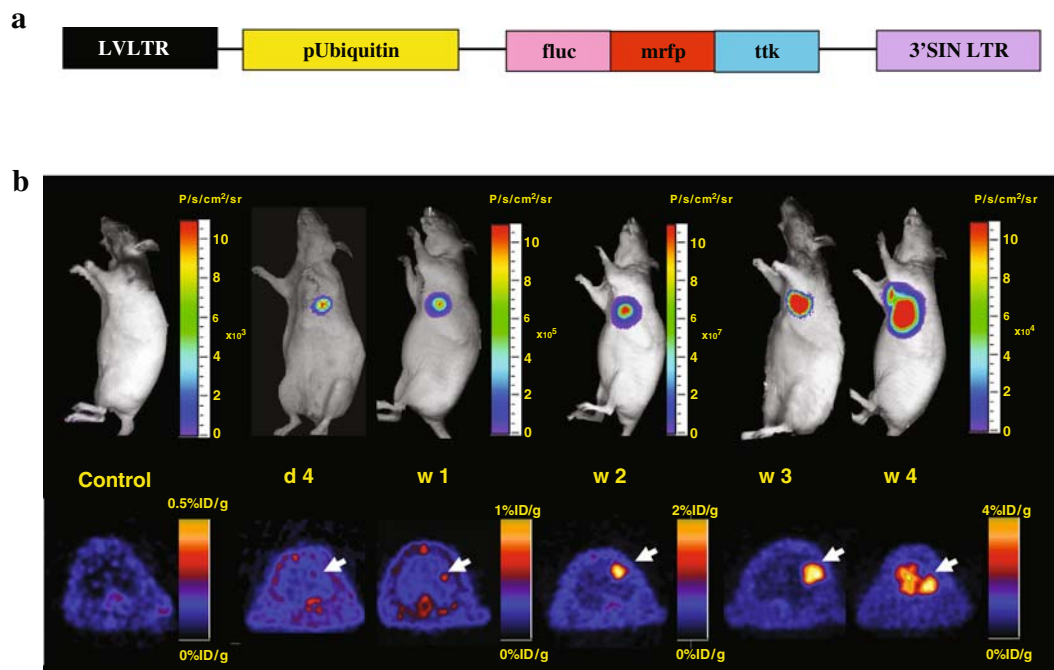 a
LVLTR pUbiquitin fluc mrfp ttk 3'SIN LTR
b
P/s/cm²/sr P/s/cm²/sr P/s/cm²/sr P/s/cm²/sr
10 10 10 10
8 8 8 8
6 6 6 6
x10³ x10⁵ x10⁷ x10⁴
4 4 4 4
2 2 2 2
0 0 0 0
Control d 4 w 1 w 2 w 3 w 4
0.5%ID/g 1%ID/g 2%ID/g 4%ID/g
0%ID/g 0%ID/g 0%ID/g 0%ID/g